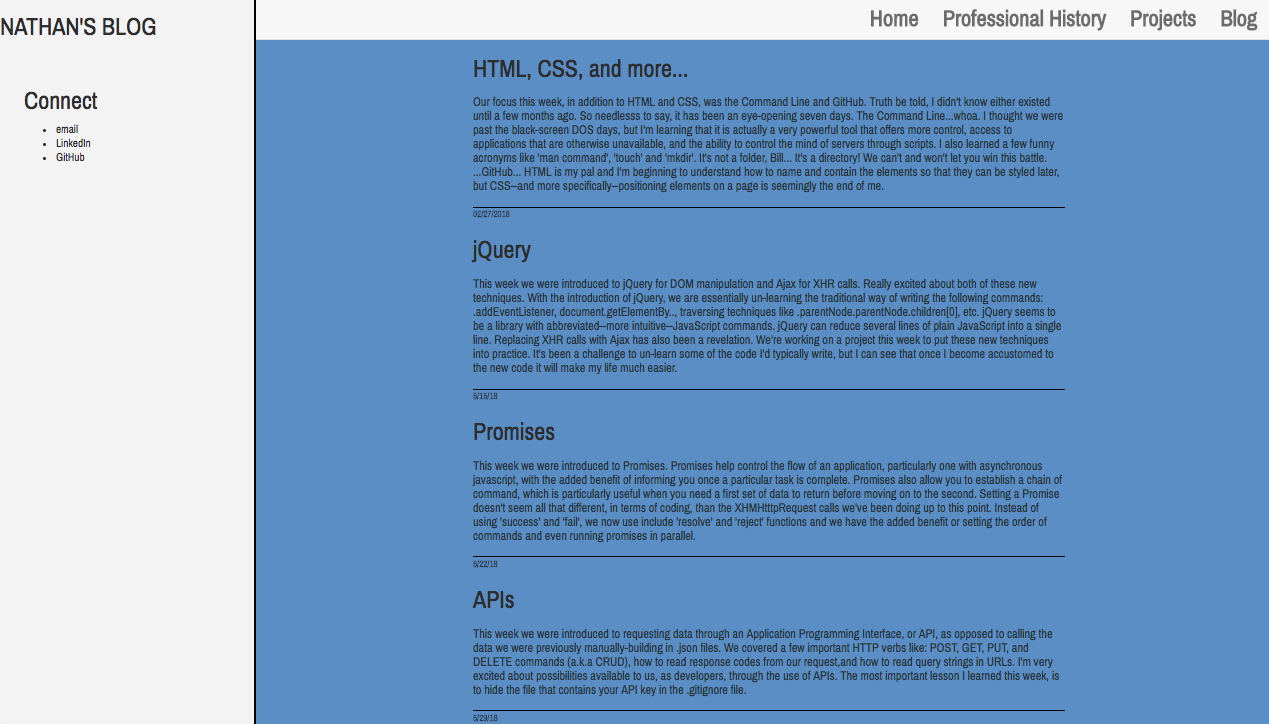 NATHAN'S BLOG
Home Professional History Projects Blog
Connect
email
LinkedIn
GitHub
HTML, CSS, and more...
Our focus this week, in addition to HTML and CSS, was the Command Line and GitHub. Truth be told, I didn't know either existed
until a few months ago. So needlesss to say, it has been an eye-opening seven days. The Command Line...whoa. I thought we were
past the black-screen DOS days, but I'm learning that it is actually a very powerful tool that offers more control, access to
applications that are otherwise unavailable, and the ability to control the mind of servers through scripts. I also learned a few funny
acronyms like 'man command', 'touch' and 'mkdir'. It's not a folder, Bill... It's a directory! We can't and won't let you win this battle.
...GitHub... HTML is my pal and I'm beginning to understand how to name and contain the elements so that they can be styled later,
but CSS—and more specifically—positioning elements on a page is seemingly the end of me.
02/27/2018
jQuery
This week we were introduced to jQuery for DOM manipulation and Ajax for XHR calls. Really excited about both of these new
techniques. With the introduction of jQuery, we are essentially un-learning the traditional way of writing the following commands:
.addEventListener, document.getElementBy.., traversing techniques like .parentNode.parentNode.children[0], etc. jQuery seems to
be a library with abbreviated—more intuitive—JavaScript commands. jQuery can reduce several lines of plain JavaScript into a single
line. Replacing XHR calls with Ajax has also been a revelation. We're working on a project this week to put these new techniques
into practice. It's been a challenge to un-learn some of the code I'd typically write, but I can see that once I become accustomed to
the new code it will make my life much easier.
5/15/18
Promises
This week we were introduced to Promises. Promises help control the flow of an application, particularly one with asynchronous
javascript, with the added benefit of informing you once a particular task is complete. Promises also allow you to establish a chain of
command, which is particularly useful when you need a first set of data to return before moving on to the second. Setting a Promise
doesn't seem all that different, in terms of coding, than the XHMHtttpRequest calls we've been doing up to this point. Instead of
using 'success' and 'fail', we now use include 'resolve' and 'reject' functions and we have the added benefit or setting the order of
commands and even running promises in parallel.
5/22/18
APIs
This week we were introduced to requesting data through an Application Programming Interface, or API, as opposed to calling the
data we were previously manually-building in .json files. We covered a few important HTTP verbs like: POST, GET, PUT, and
DELETE commands (a.k.a CRUD), how to read response codes from our request,and how to read query strings in URLs. I'm very
excited about possibilities available to us, as developers, through the use of APIs. The most important lesson I learned this week, is
to hide the file that contains your API key in the .gitignore file.
5/29/18